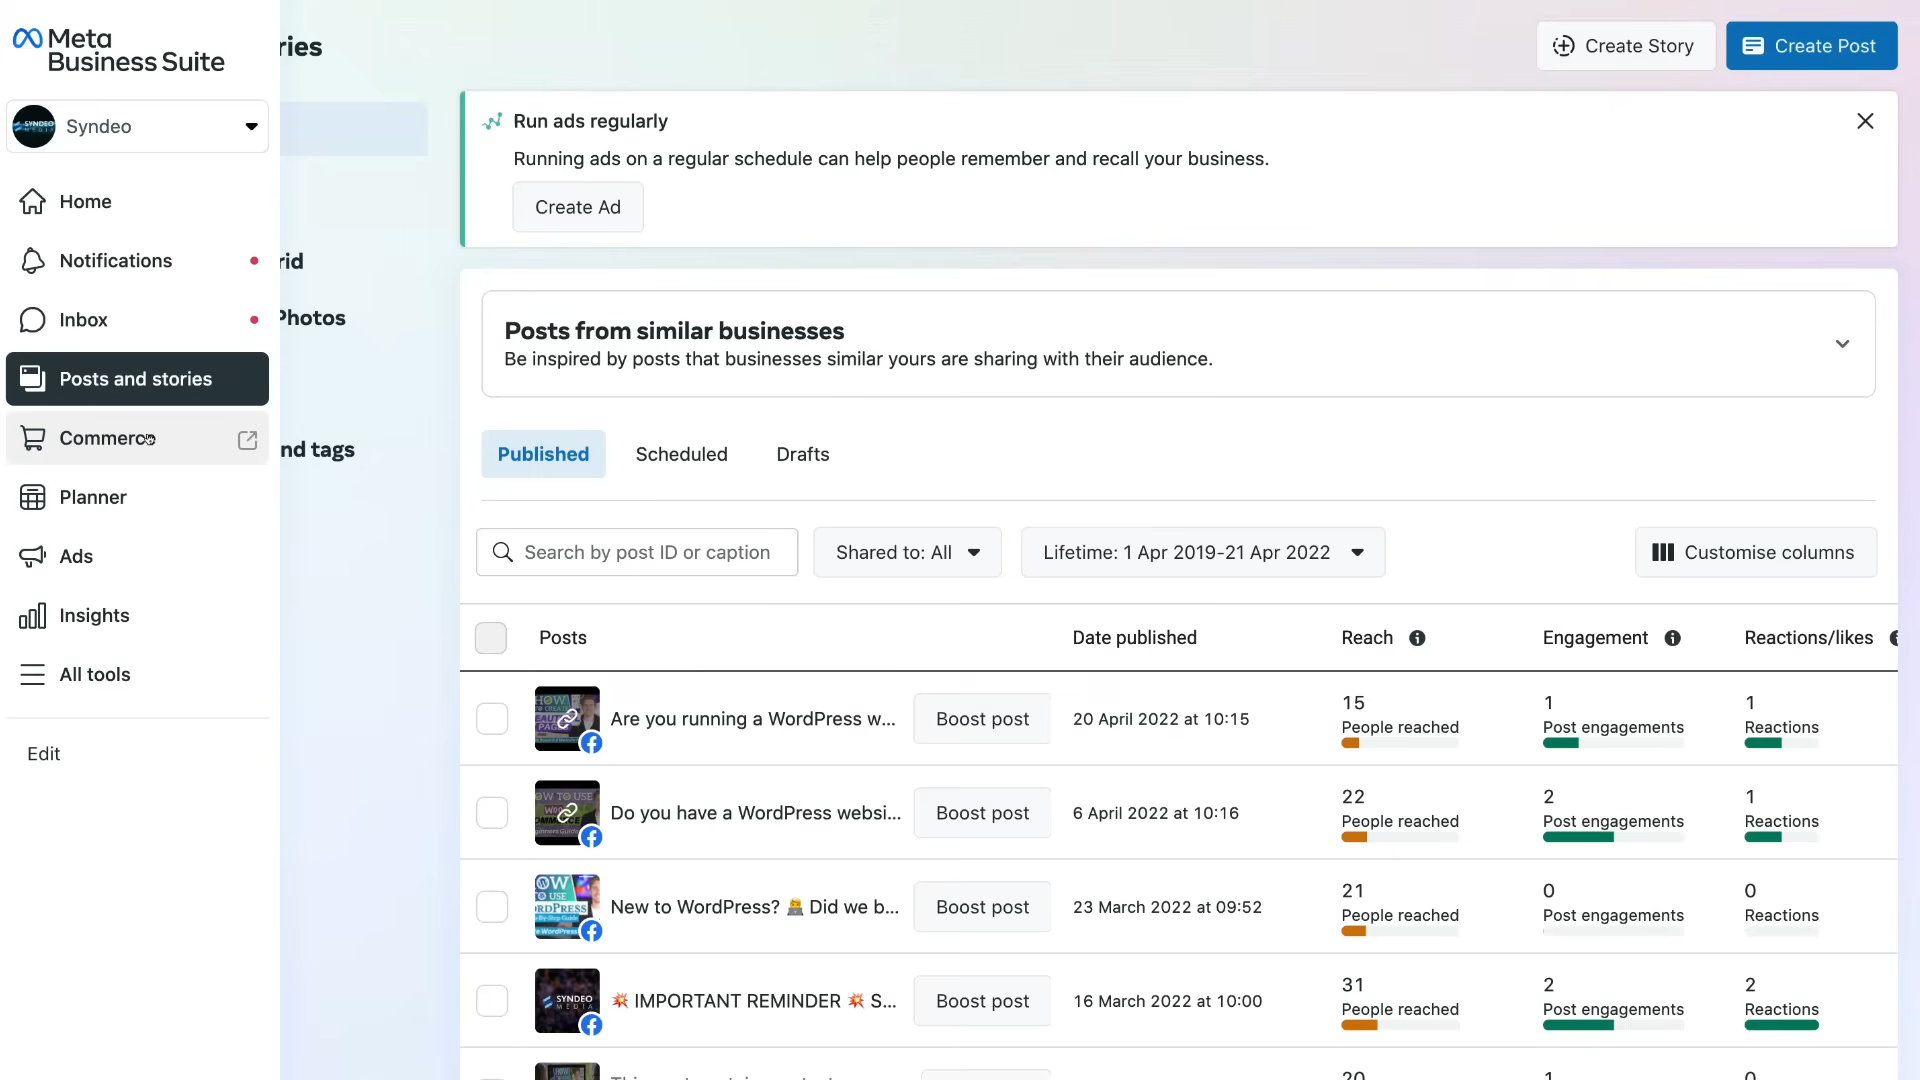 Meta
Business Suite
Syndeo
Home
Notifications
Inbox
Posts and stories
Commerce
Planner
Ads
Insights
All tools
Edit
ries
rid
Photos
nd tags
Create Story
Create Post
Run ads regularly
Running ads on a regular schedule can help people remember and recall your business.
Create Ad
Posts from similar businesses
Be inspired by posts that businesses similar yours are sharing with their audience.
Published Scheduled Drafts
Search by post ID or caption Shared to: All Lifetime: 1 Apr 2019-21 Apr 2022 Customise columns
Posts Date published Reach Engagement Reactions/likes
Are you running a WordPress w... Boost post 20 April 2022 at 10:15
15 1 1
People reached Post engagements Reactions
Do you have a WordPress websi... Boost post 6 April 2022 at 10:16
22 2 1
People reached Post engagements Reactions
New to WordPress? 🧑‍💻 Did we b... Boost post 23 March 2022 at 09:52
21 0 0
People reached Post engagements Reactions
💥 IMPORTANT REMINDER 💥 S... Boost post 16 March 2022 at 10:00
31 2 2
People reached Post engagements Reactions
SYNDEO
MEDIA
20 1 0